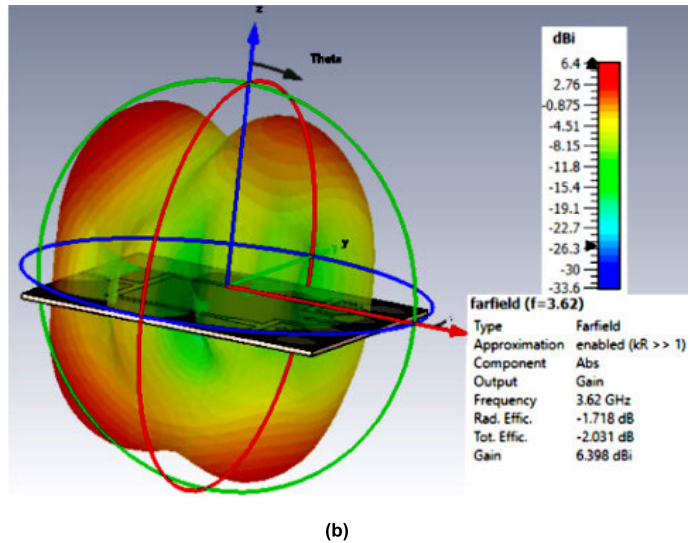 z
Theta
y
dBi
6.4
2.76
-0.875
-4.51
-8.15
-11.8
-15.4
-19.1
-22.7
-26.3
-30
-33.6
farfield (f=3.62)
Type Farfield
Approximation enabled (kR >> 1)
Component Abs
Output Gain
Frequency 3.62 GHz
Rad. Effic. -1.718 dB
Tot. Effic. -2.031 dB
Gain 6.398 dBi
(b)